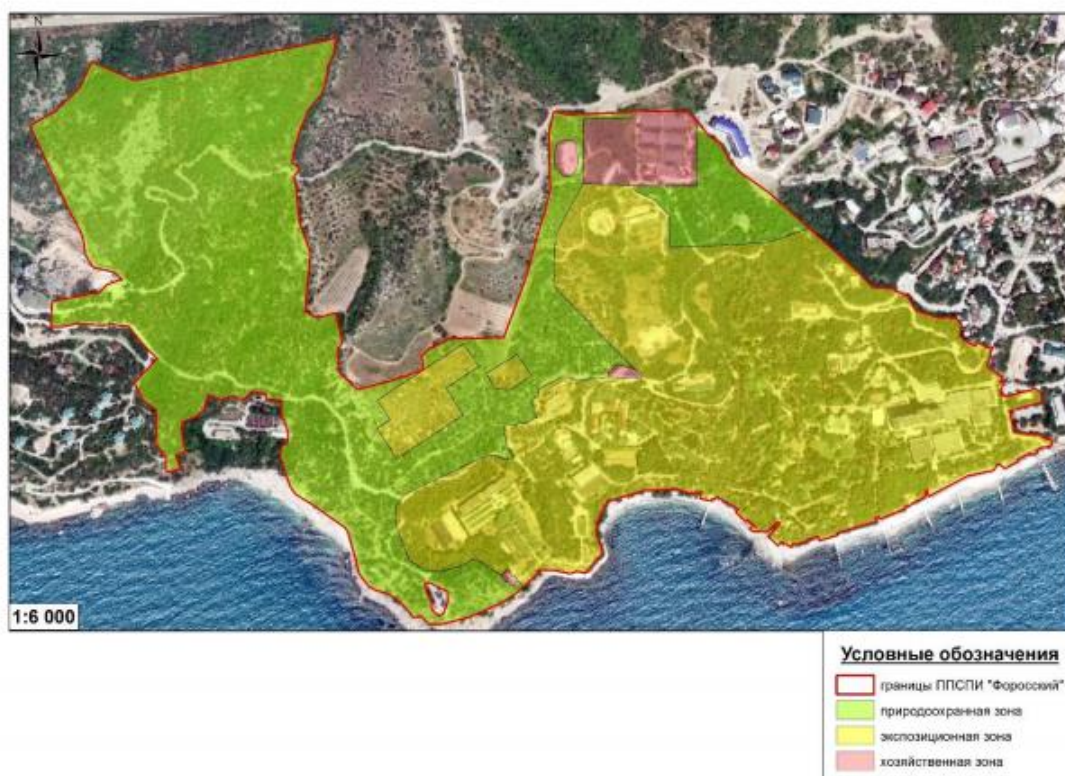 N
1:6 000
Условные обозначения
границы ППСПИ "Форосский"
природоохранная зона
экспозиционная зона
хозяйственная зона